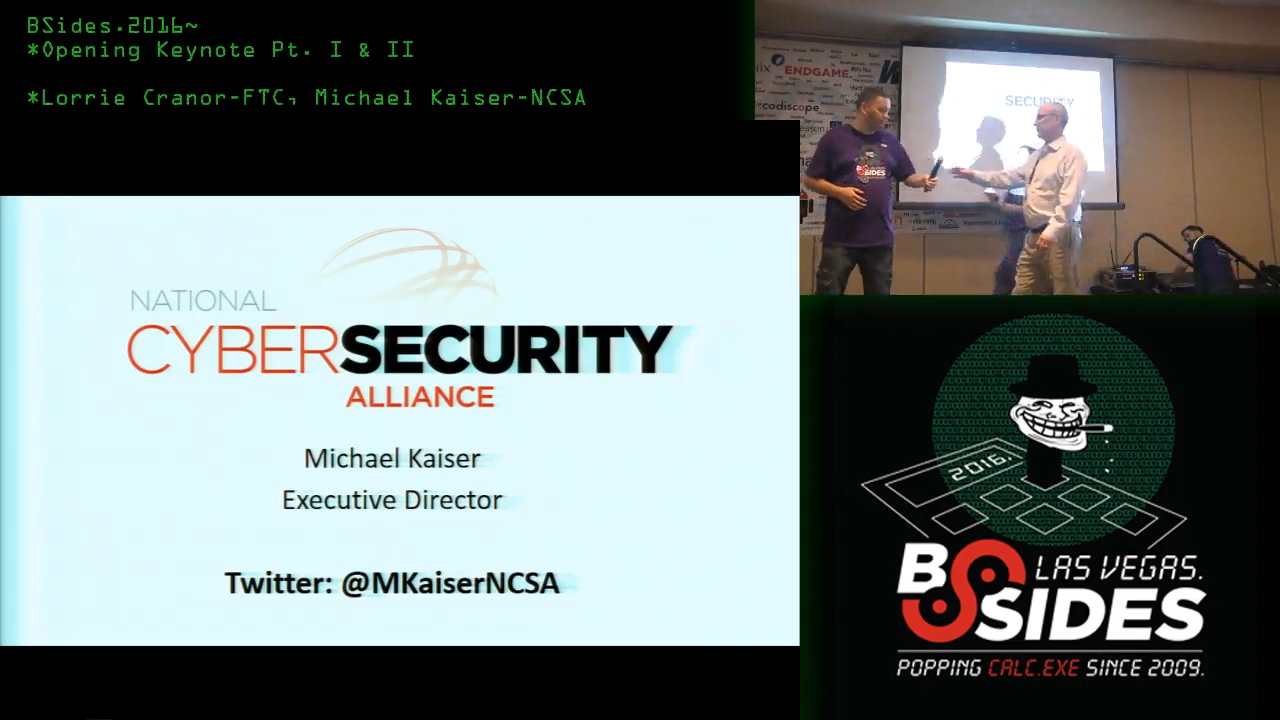 BSides.2016~
*Opening Keynote Pt. I & II
*Lorrie Cranor-FTC, Michael Kaiser-NCSA
ENDGAME.
codiscope
SECURITY
BSIDES
NATIONAL
CYBERSECURITY
ALLIANCE
Michael Kaiser
Executive Director
Twitter: @MKaiserNCSA
2016.
BSIDES LAS VEGAS.
POPPING CALC.EXE SINCE 2009.